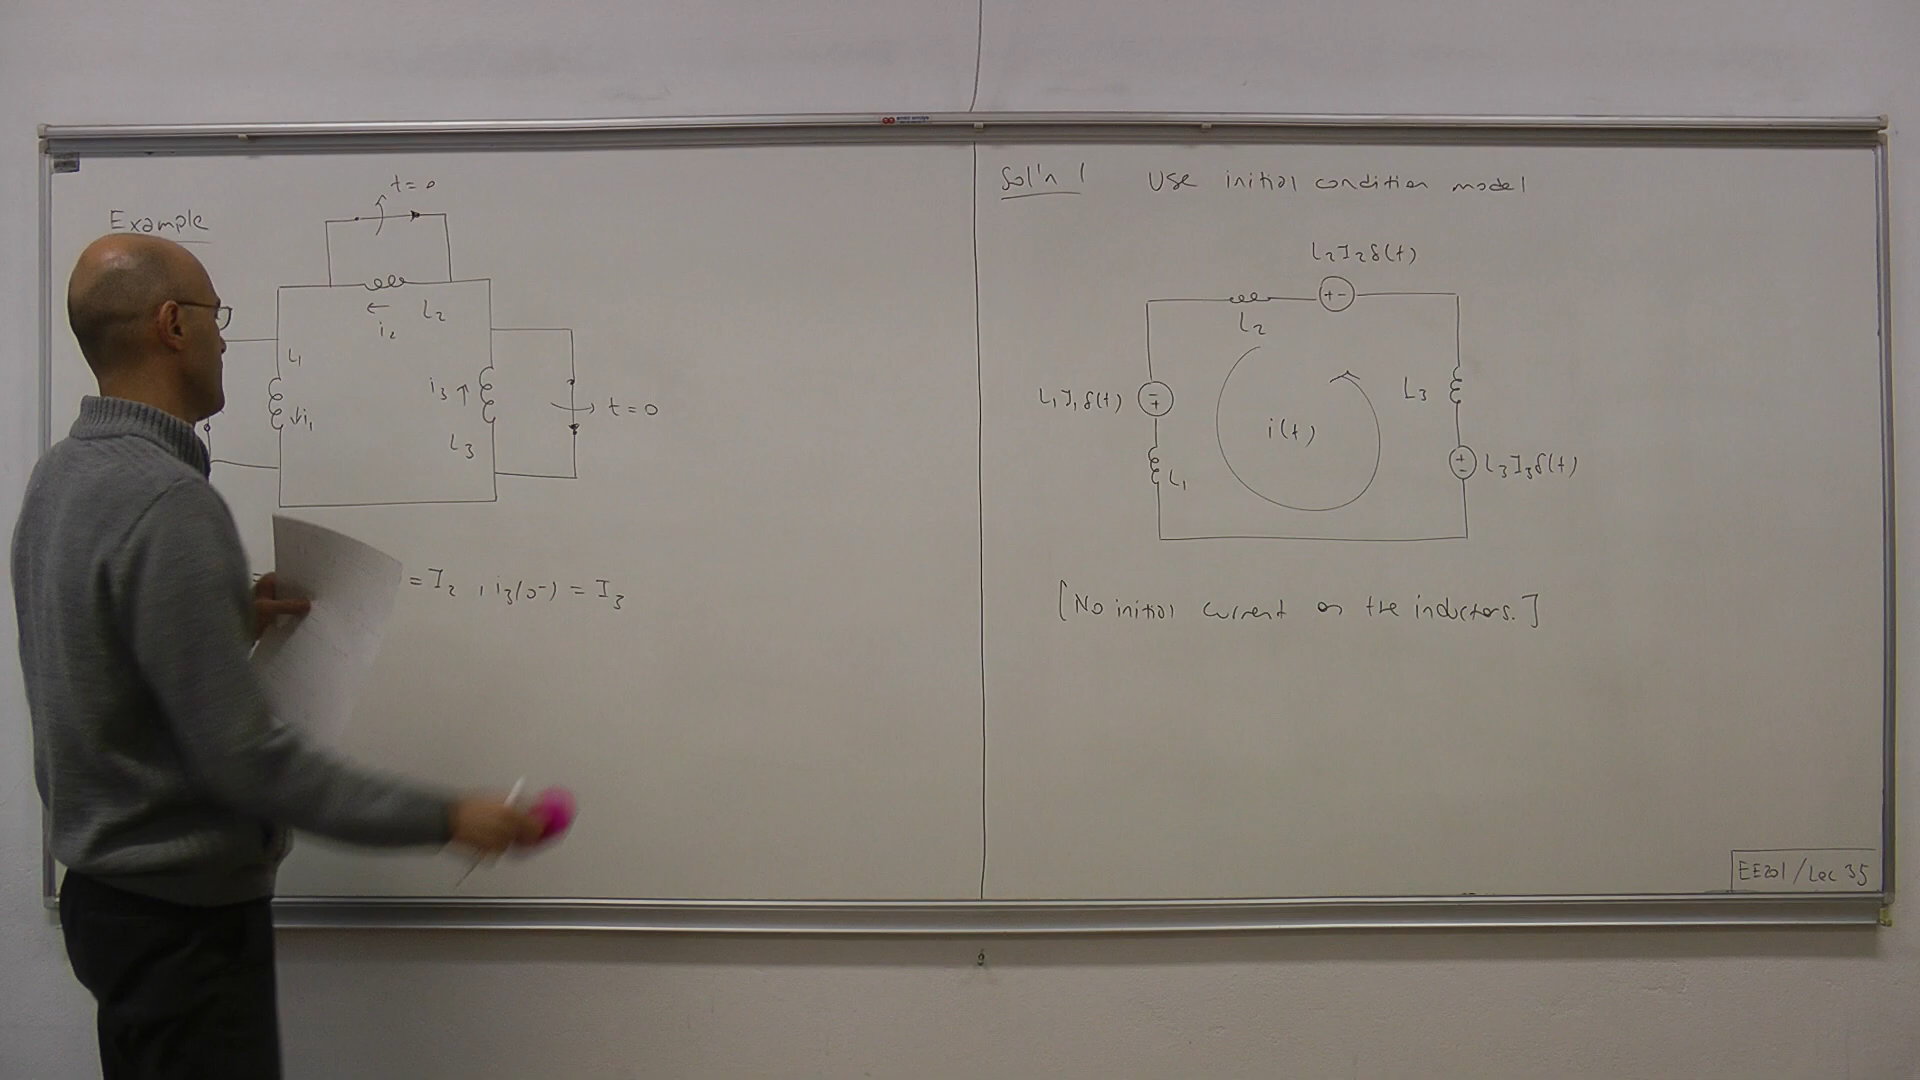 Example
t=0
L2
i2
L1
i3
↓i1
t=0
L3
= I2 , i3(0-) = I3
Sol'n 1 Use initial condition model
L2I2δ(t)
+ -
L2
L1I1δ(t)
L3
i(t)
L3I3δ(t)
L1
[No initial current on the inductors.]
EE201/Lec 35